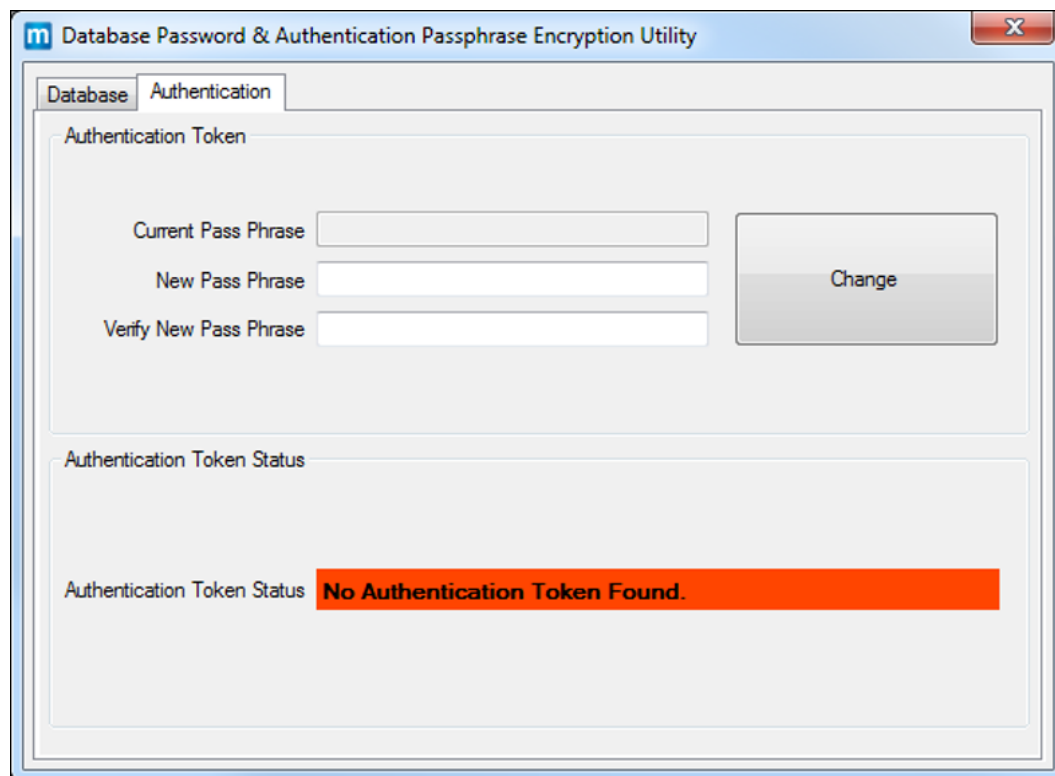 m Database Password & Authentication Passphrase Encryption Utility
Database Authentication
Authentication Token
Current Pass Phrase
New Pass Phrase
Change
Verify New Pass Phrase
Authentication Token Status
Authentication Token Status No Authentication Token Found.